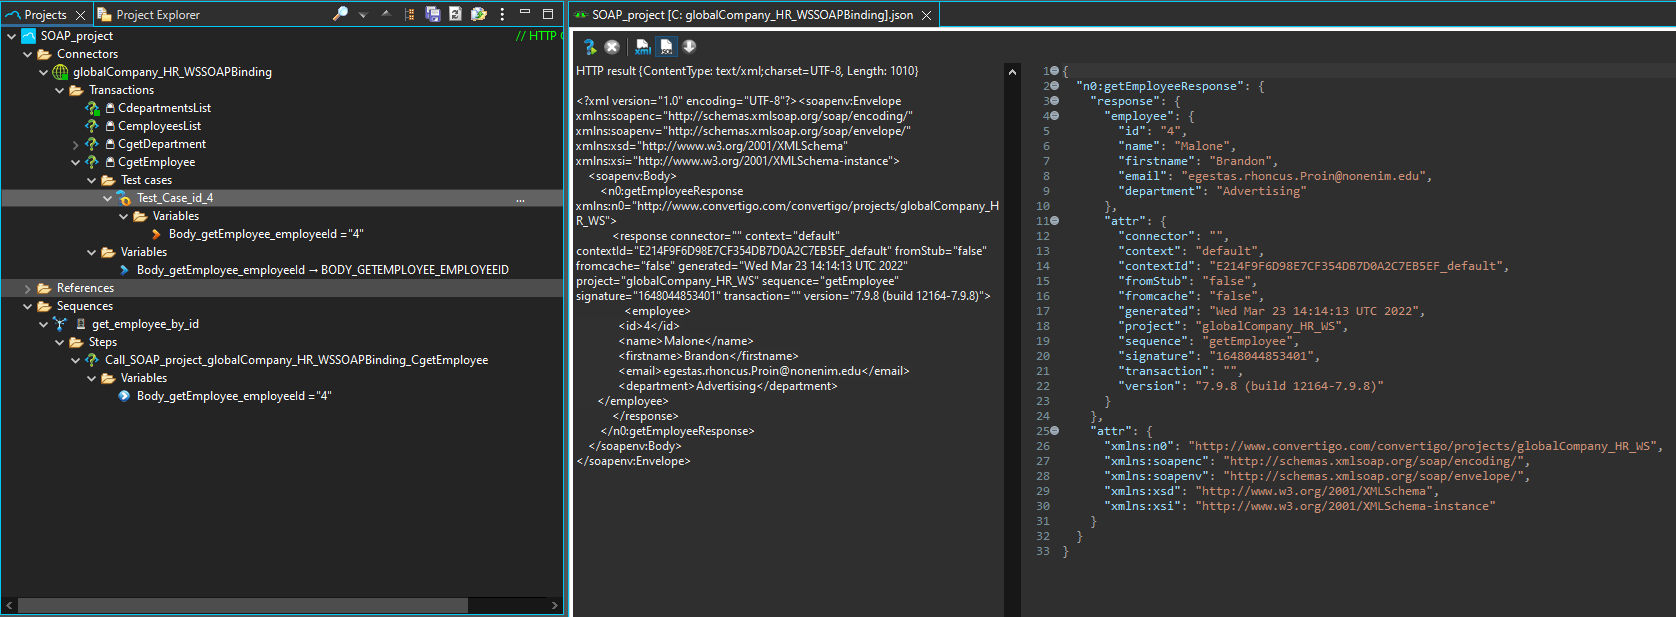 Projects
Project Explorer
SOAP_project
// HTTP
Connectors
globalCompany_HR_WSSOAPBinding
Transactions
CdepartmentsList
CemployeesList
CgetDepartment
CgetEmployee
Test cases
Test_Case_id_4
...
Variables
Body_getEmployee_employeeId ="4"
Variables
Body_getEmployee_employeeId → BODY_GETEMPLOYEE_EMPLOYEEID
References
Sequences
get_employee_by_id
Steps
Call_SOAP_project_globalCompany_HR_WSSOAPBinding_CgetEmployee
Variables
Body_getEmployee_employeeId ="4"
SOAP_project [C: globalCompany_HR_WSSOAPBinding].json
xml
JSON
HTTP result {ContentType: text/xml;charset=UTF-8, Length: 1010}
<?xml version="1.0" encoding="UTF-8"?><soapenv:Envelope
xmlns:soapenc="http://schemas.xmlsoap.org/soap/encoding/"
xmlns:soapenv="http://schemas.xmlsoap.org/soap/envelope/"
xmlns:xsd="http://www.w3.org/2001/XMLSchema"
xmlns:xsi="http://www.w3.org/2001/XMLSchema-instance">
<soapenv:Body>
<n0:getEmployeeResponse
xmlns:n0="http://www.convertigo.com/convertigo/projects/globalCompany_H
R_WS">
<response connector="" context="default"
contextId="E214F9F6D98E7CF354DB7D0A2C7EB5EF_default" fromStub="false"
fromcache="false" generated="Wed Mar 23 14:14:13 UTC 2022"
project="globalCompany_HR_WS" sequence="getEmployee"
signature="1648044853401" transaction="" version="7.9.8 (build 12164-7.9.8)">
<employee>
<id>4</id>
<name>Malone</name>
<firstname>Brandon</firstname>
<email>egestas.rhoncus.Proin@nonenim.edu</email>
<department>Advertising</department>
</employee>
</response>
</n0:getEmployeeResponse>
</soapenv:Body>
</soapenv:Envelope>
1 {
2 "n0:getEmployeeResponse": {
3 "response": {
4 "employee": {
5 "id": "4",
6 "name": "Malone",
7 "firstname": "Brandon",
8 "email": "egestas.rhoncus.Proin@nonenim.edu",
9 "department": "Advertising"
10 },
11 "attr": {
12 "connector": "",
13 "context": "default",
14 "contextId": "E214F9F6D98E7CF354DB7D0A2C7EB5EF_default",
15 "fromStub": "false",
16 "fromcache": "false",
17 "generated": "Wed Mar 23 14:14:13 UTC 2022",
18 "project": "globalCompany_HR_WS",
19 "sequence": "getEmployee",
20 "signature": "1648044853401",
21 "transaction": "",
22 "version": "7.9.8 (build 12164-7.9.8)"
23 }
24 },
25 "attr": {
26 "xmlns:n0": "http://www.convertigo.com/convertigo/projects/globalCompany_HR_WS",
27 "xmlns:soapenc": "http://schemas.xmlsoap.org/soap/encoding/",
28 "xmlns:soapenv": "http://schemas.xmlsoap.org/soap/envelope/",
29 "xmlns:xsd": "http://www.w3.org/2001/XMLSchema",
30 "xmlns:xsi": "http://www.w3.org/2001/XMLSchema-instance"
31 }
32 }
33 }